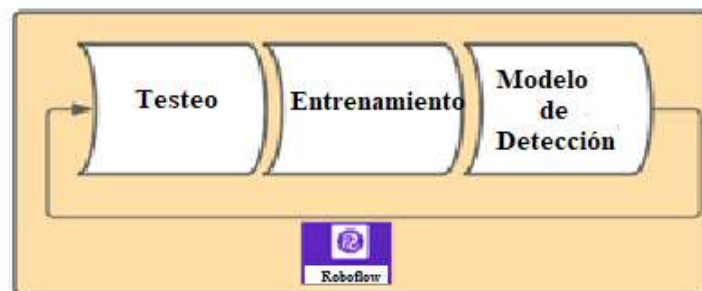 Testeo
Entrenamiento
Modelo
de
Detección
Roboflow